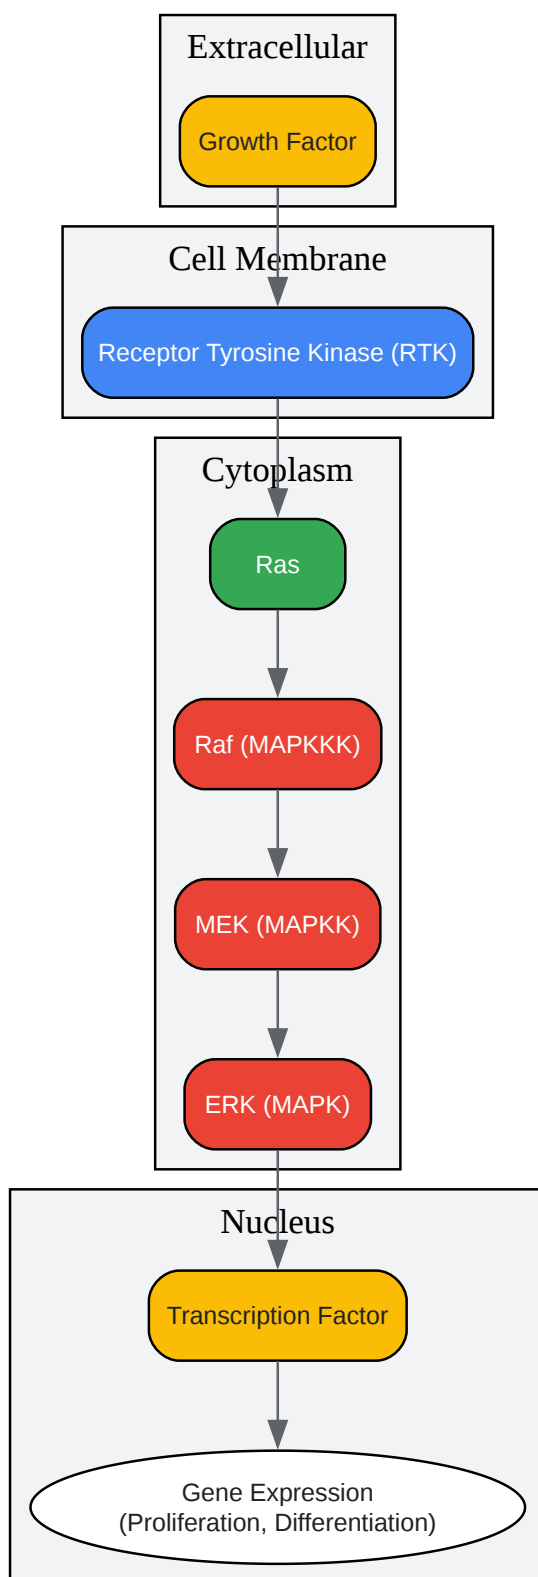 Extracellular
Growth Factor
Cell Membrane
Receptor Tyrosine Kinase (RTK)
Cytoplasm
Ras
Raf (MAPKKK)
MEK (MAPKK)
ERK (MAPK)
Nucleus
Transcription Factor
Gene Expression
(Proliferation, Differentiation)